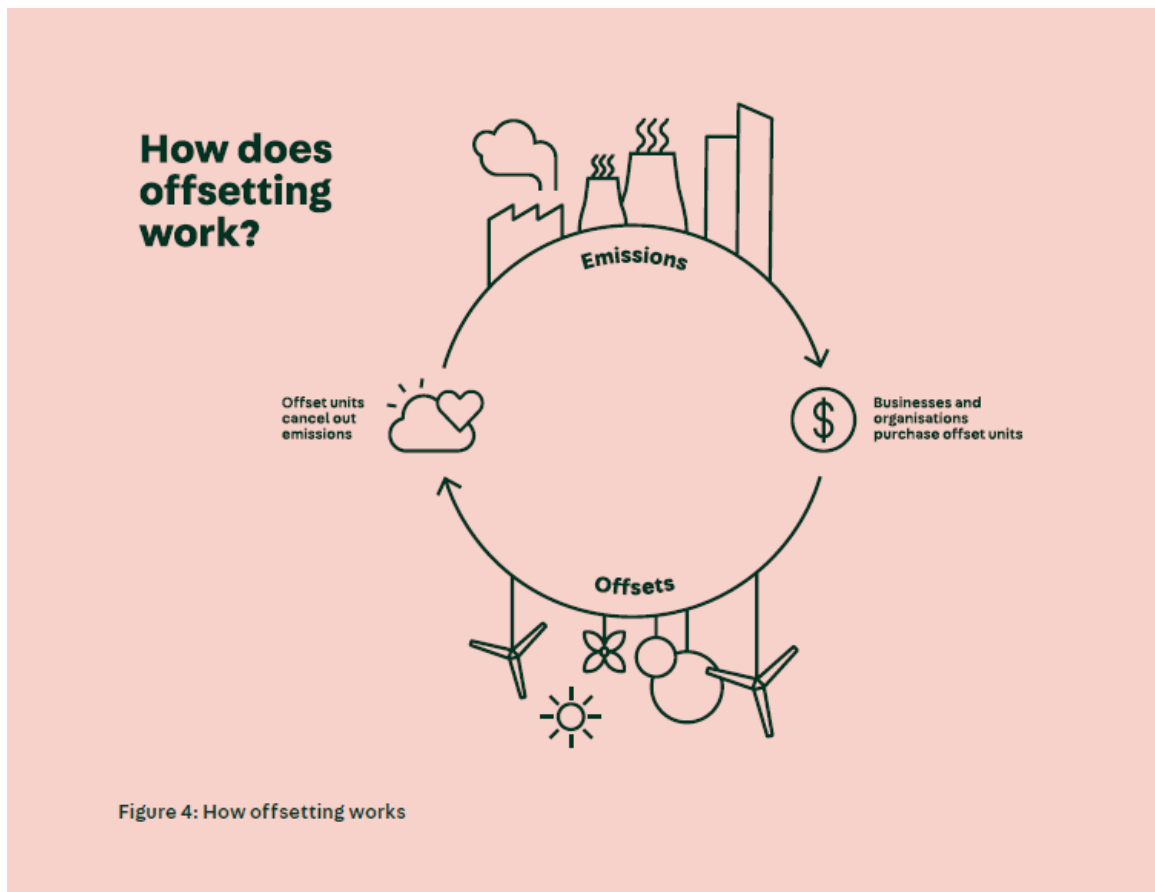 How does
offsetting
work?
Emissions
Offset units
cancel out
emissions
$
Businesses and
organisations
purchase offset units
Offsets
Figure 4: How offsetting works